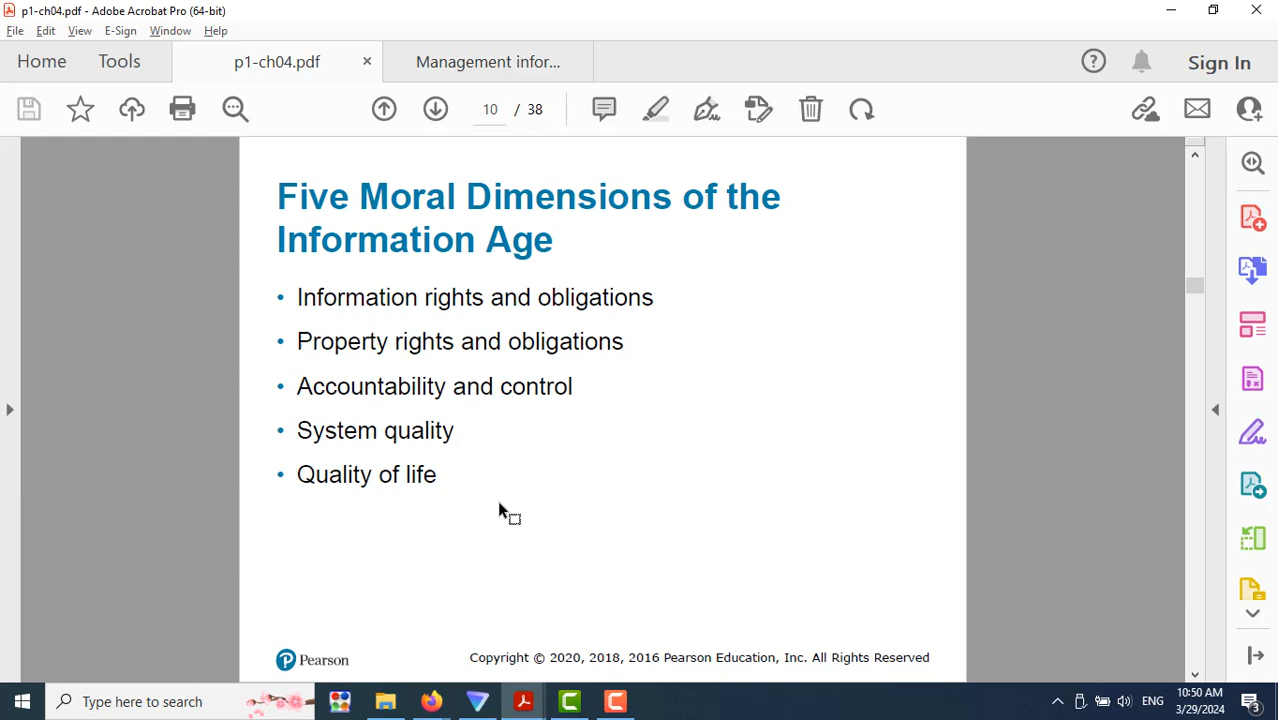 p1-ch04.pdf - Adobe Acrobat Pro (64-bit)
File Edit View E-Sign Window Help
Home Tools p1-ch04.pdf × Management infor... Sign In
10 / 38
Five Moral Dimensions of the
Information Age
• Information rights and obligations
• Property rights and obligations
• Accountability and control
• System quality
• Quality of life
Pearson
Copyright © 2020, 2018, 2016 Pearson Education, Inc. All Rights Reserved
Type here to search
ENG
10:50 AM
3/29/2024
3